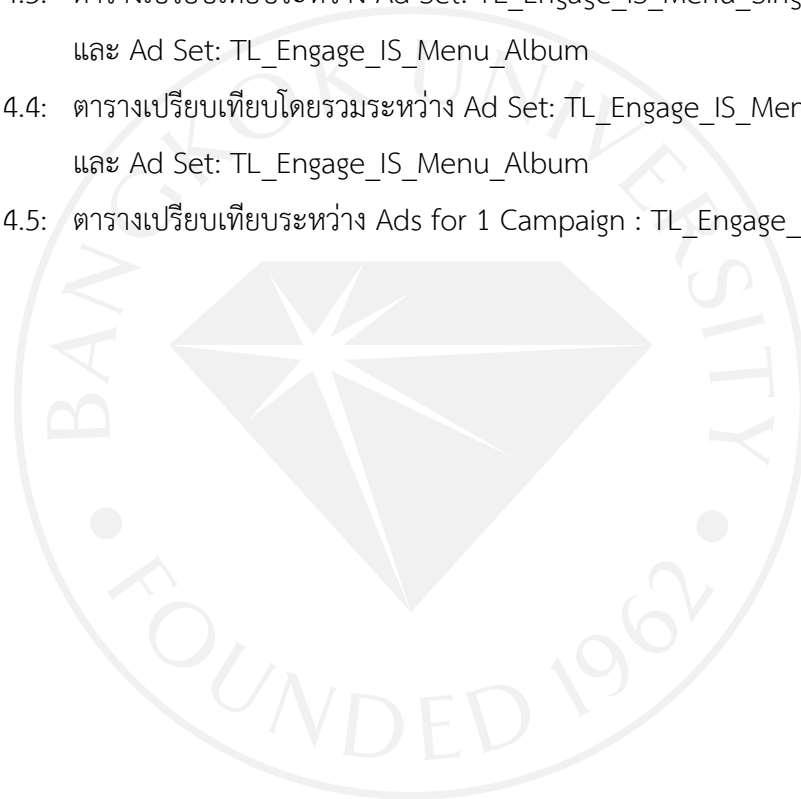 และ Ad Set: TL_Engage_IS_Menu_Album
4.4: ตารางเปรียบเทียบโดยรวมระหว่าง Ad Set: TL_Engage_IS_Men
และ Ad Set: TL_Engage_IS_Menu_Album
4.5: ตารางเปรียบเทียบระหว่าง Ads for 1 Campaign : TL_Engage_
BANGKOK UNIVERSITY
FOUNDED 1962